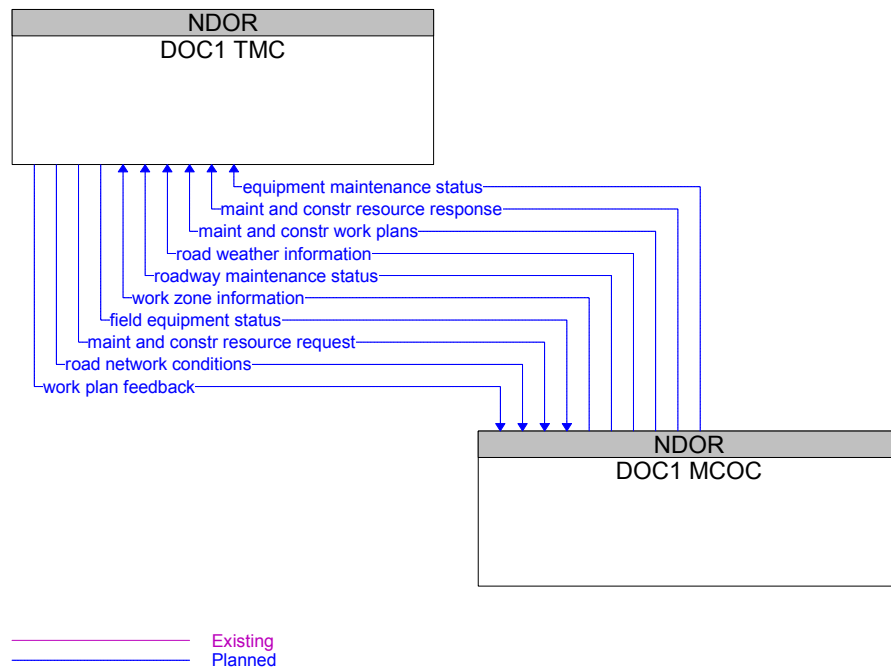 NDOR
DOC1 TMC
equipment maintenance status
maint and constr resource response
maint and constr work plans
road weather information
roadway maintenance status
work zone information
field equipment status
maint and constr resource request
road network conditions
work plan feedback
NDOR
DOC1 MCOC
Existing
Planned